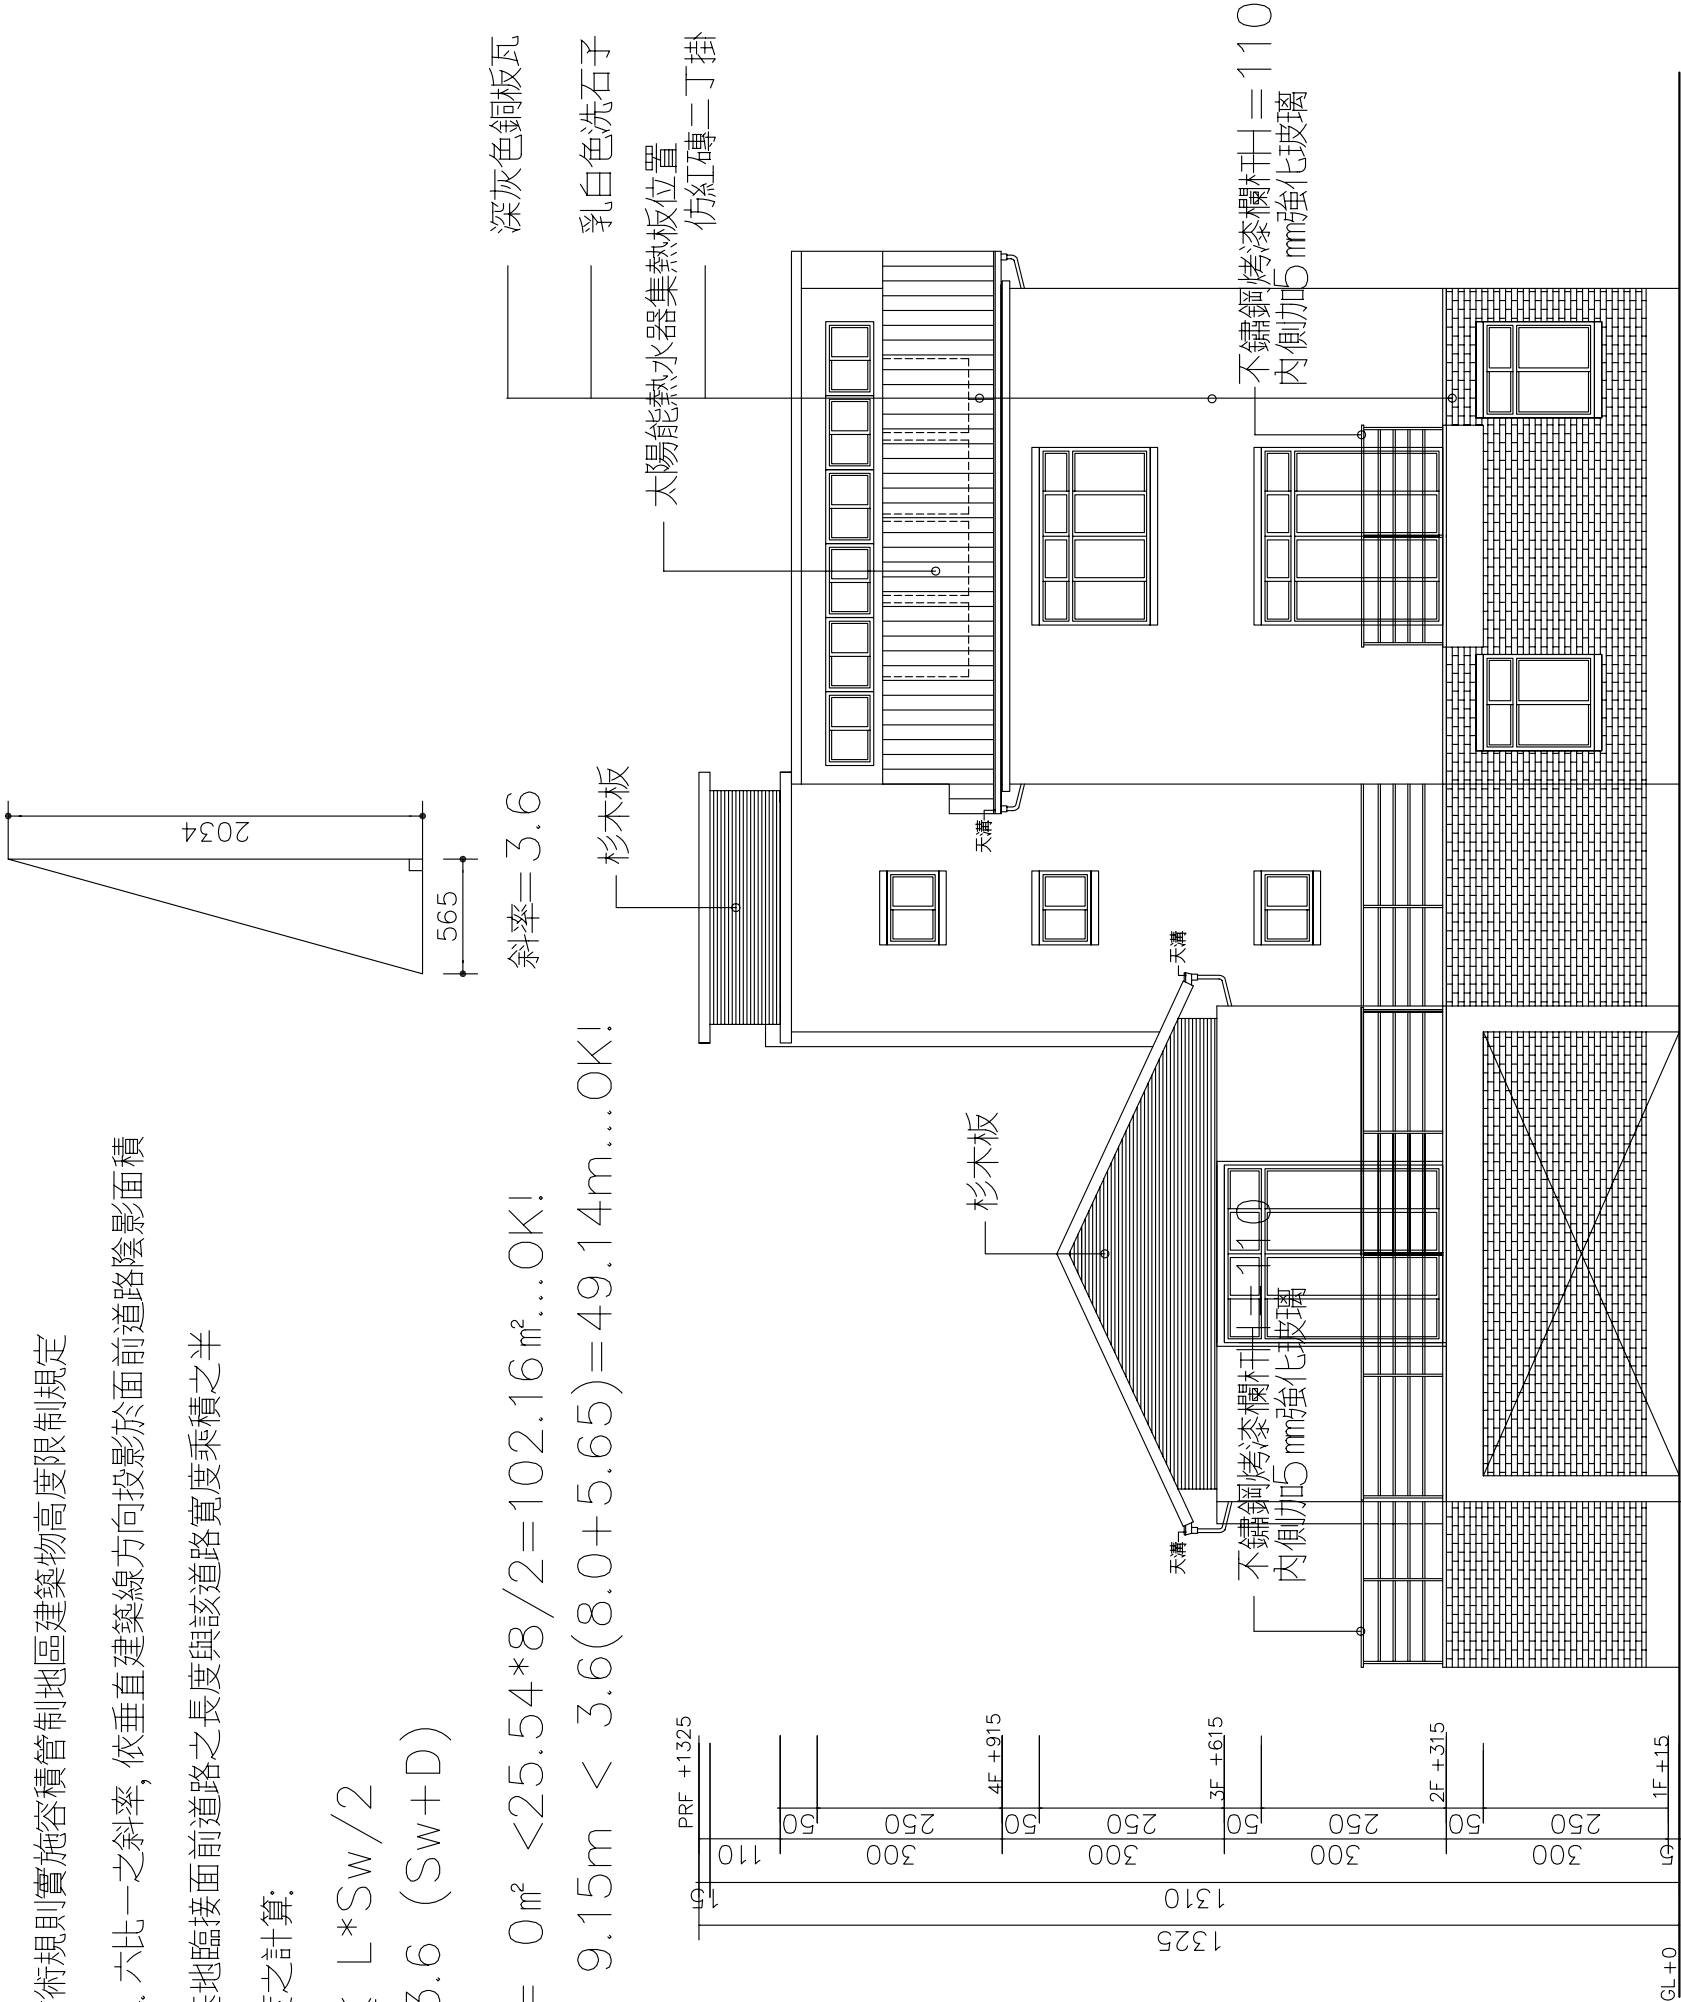 術規則實施容積管制地區建築物高度限制規定
六比一之斜率,依垂直建築線方向投影於面前道路陰影面積
地臨接面前道路之長度與該道路寬度乘積之半
之計算:
L*Sw/2
3.6 (Sw+D)
= 0㎡ <25.54*8/2=102.16㎡...OK!
9.15m < 3.6(8.0+5.65)=49.14m...OK!
2034
565
斜率=3.6
深灰色銅板瓦
乳白色洗石子
太陽能熱水器集熱板位置
仿紅磚二丁掛
杉木板
天溝
天溝
杉木板
天溝
不鏽鋼烤漆欄杆H=110
內側加5㎜強化玻璃
不鏽鋼烤漆欄杆H=110
內側加5㎜強化玻璃
PRF +1325
4F +915
3F +615
2F +315
1F +15
GL+0
50
250
50
250
50
250
50
250
110
300
300
300
300
15
15
1310
1325